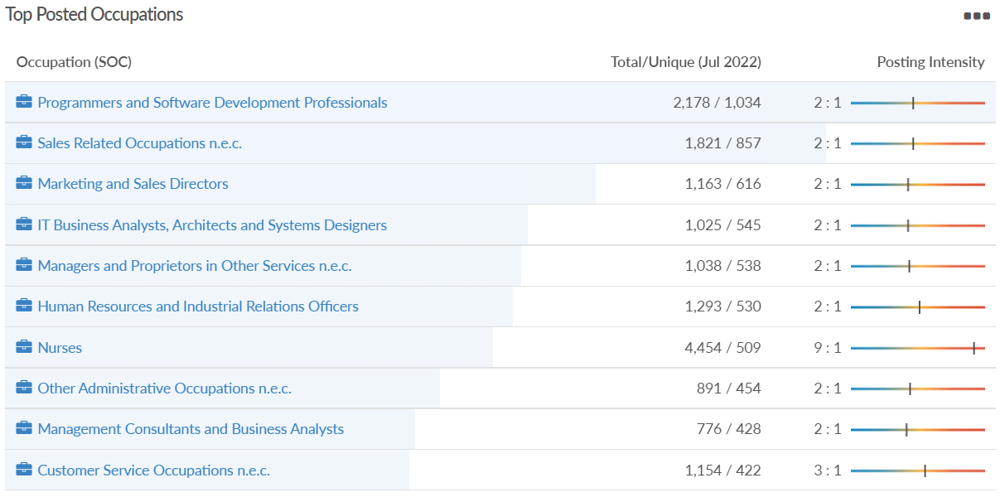 Top Posted Occupations
Occupation (SOC) Total/Unique (Jul 2022) Posting Intensity
Programmers and Software Development Professionals 2,178 / 1,034 2 : 1
Sales Related Occupations n.e.c. 1,821 / 857 2 : 1
Marketing and Sales Directors 1,163 / 616 2 : 1
IT Business Analysts, Architects and Systems Designers 1,025 / 545 2 : 1
Managers and Proprietors in Other Services n.e.c. 1,038 / 538 2 : 1
Human Resources and Industrial Relations Officers 1,293 / 530 2 : 1
Nurses 4,454 / 509 9 : 1
Other Administrative Occupations n.e.c. 891 / 454 2 : 1
Management Consultants and Business Analysts 776 / 428 2 : 1
Customer Service Occupations n.e.c. 1,154 / 422 3 : 1